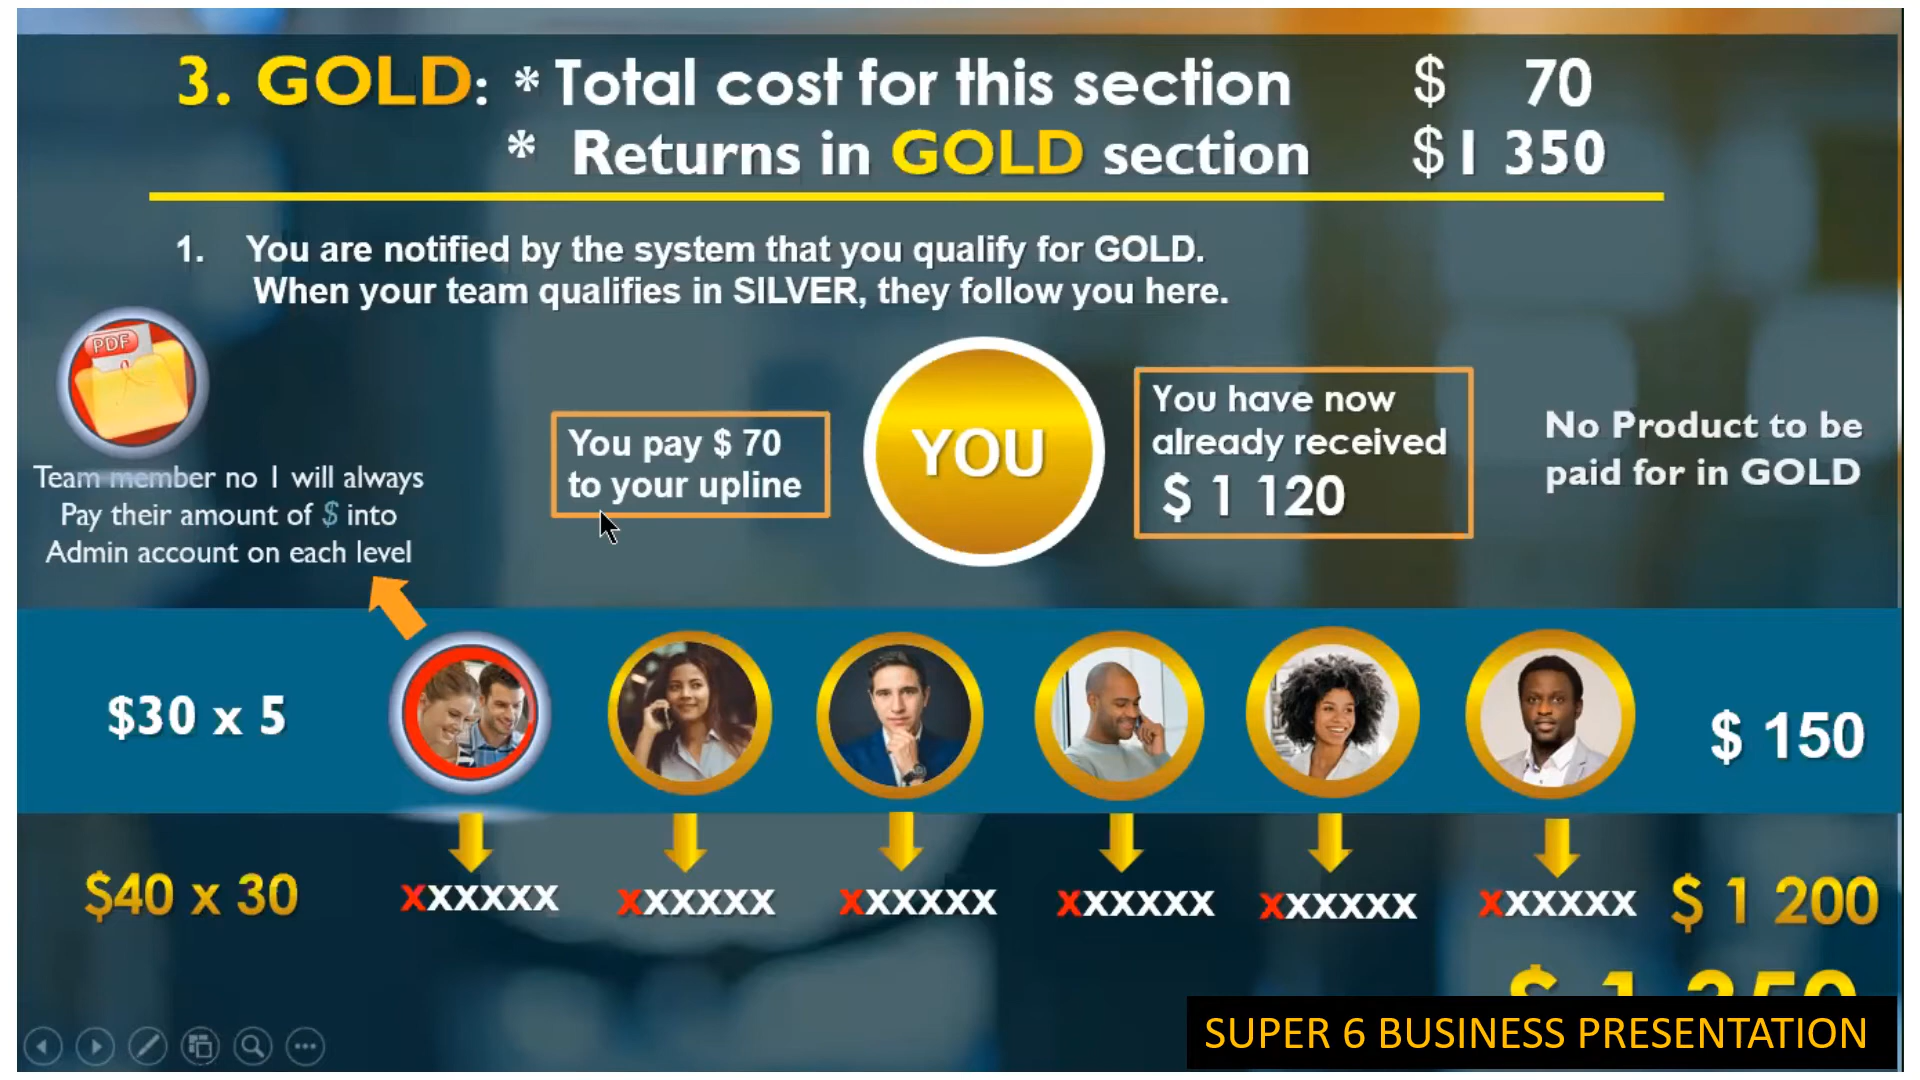 3. GOLD: * Total cost for this section $ 70
* Returns in GOLD section $1 350
1. You are notified by the system that you qualify for GOLD.
When your team qualifies in SILVER, they follow you here.
PDF
Team member no 1 will always
Pay their amount of $ into
Admin account on each level
You pay $ 70
to your upline
YOU
You have now
already received
$ 1 120
No Product to be
paid for in GOLD
$30 x 5
$ 150
$40 x 30
xxxxxx xxxxxx xxxxxx xxxxxx xxxxxx xxxxxx
$ 1 200
$ 1 350
SUPER 6 BUSINESS PRESENTATION